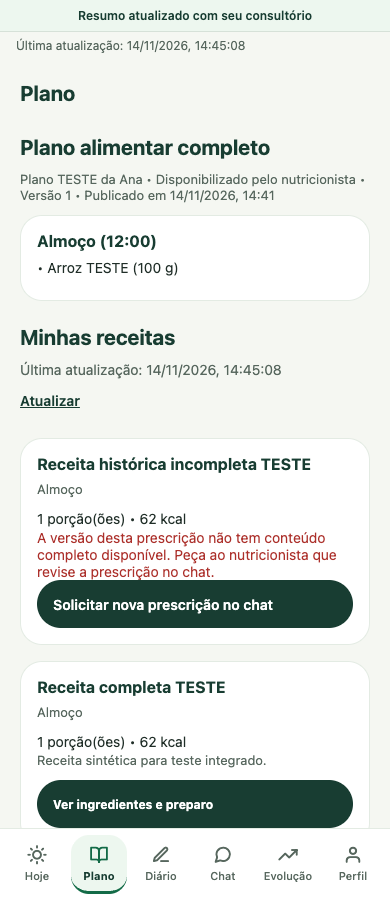 Resumo atualizado com seu consultório
Última atualização: 14/11/2026, 14:45:08
Plano
Plano alimentar completo
Plano TESTE da Ana • Disponibilizado pelo nutricionista •
Versão 1 • Publicado em 14/11/2026, 14:41
Almoço (12:00)
• Arroz TESTE (100 g)
Minhas receitas
Última atualização: 14/11/2026, 14:45:08
Atualizar
Receita histórica incompleta TESTE
Almoço
1 porção(ões) • 62 kcal
A versão desta prescrição não tem conteúdo
completo disponível. Peça ao nutricionista que
revise a prescrição no chat.
Solicitar nova prescrição no chat
Receita completa TESTE
Almoço
1 porção(ões) • 62 kcal
Receita sintética para teste integrado.
Ver ingredientes e preparo
Hoje
Plano
Diário
Chat
Evolução
Perfil